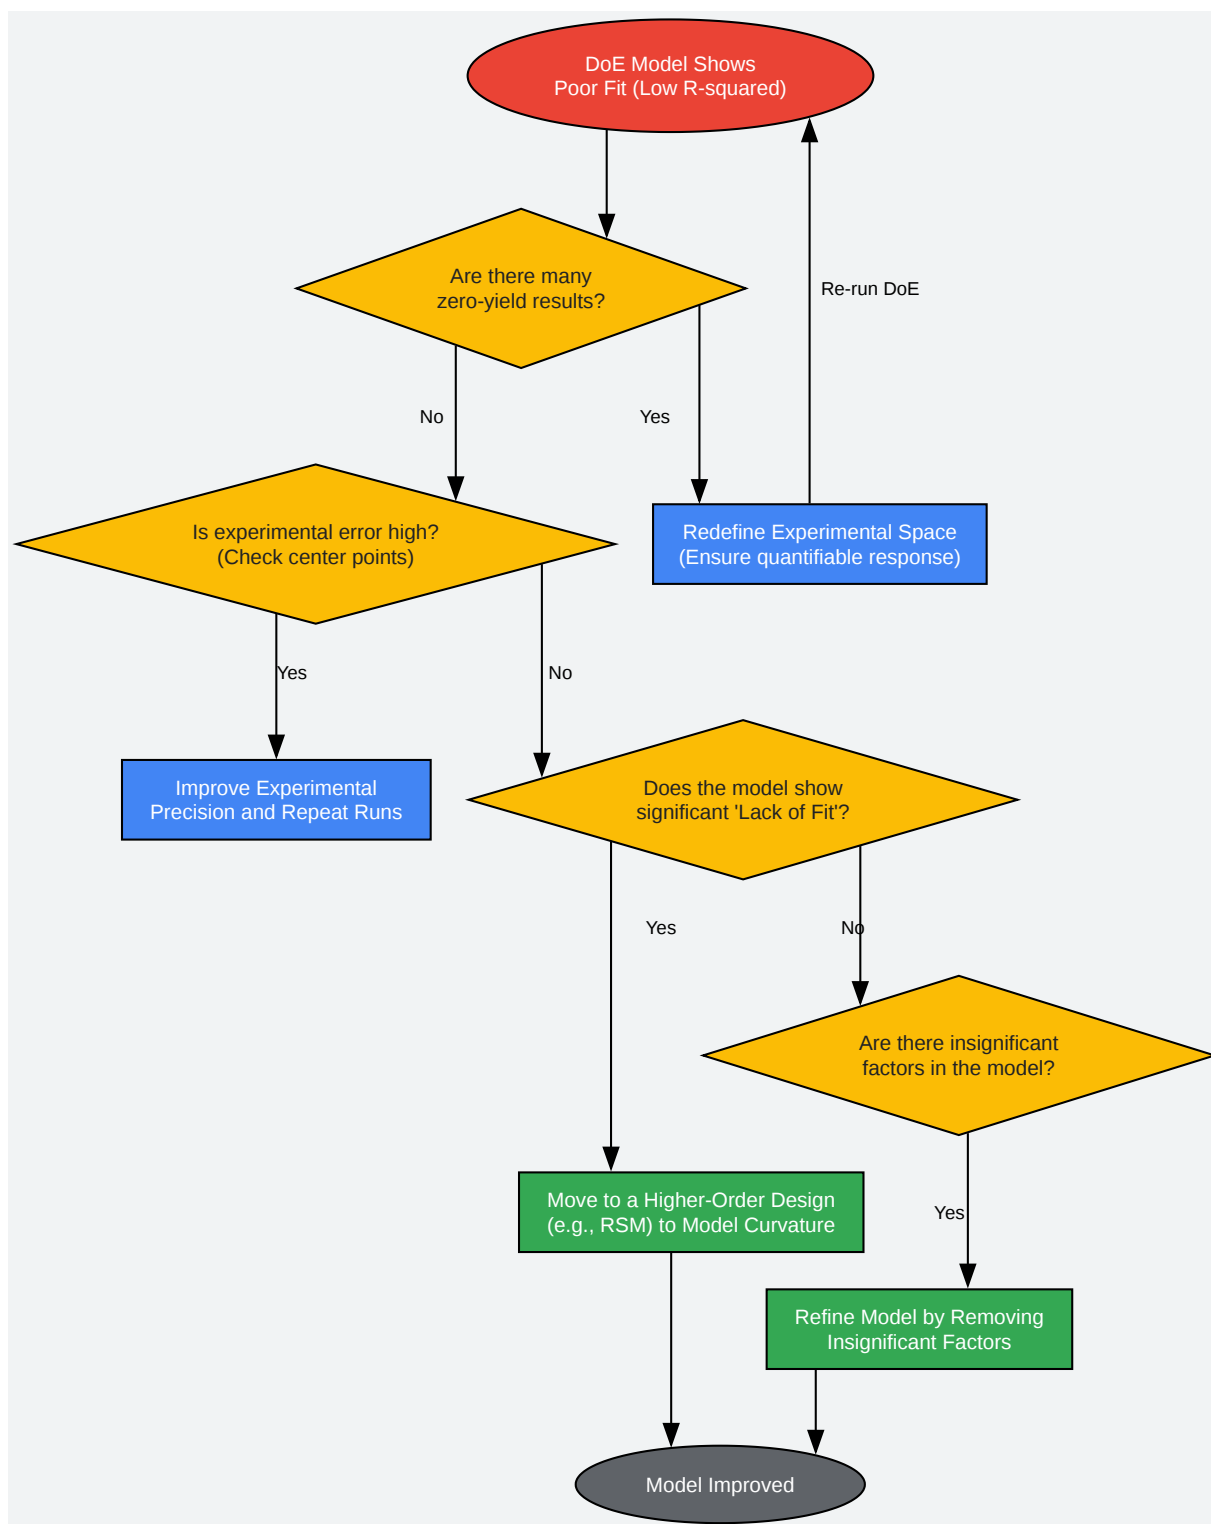 DoE Model Shows
Poor Fit (Low R-squared)
Are there many
zero-yield results?
Re-run DoE
No
Yes
Is experimental error high?
(Check center points)
Redefine Experimental Space
(Ensure quantifiable response)
Yes
No
Improve Experimental
Precision and Repeat Runs
Does the model show
significant 'Lack of Fit'?
Yes
No
Are there insignificant
factors in the model?
Move to a Higher-Order Design
(e.g., RSM) to Model Curvature
Yes
Refine Model by Removing
Insignificant Factors
Model Improved